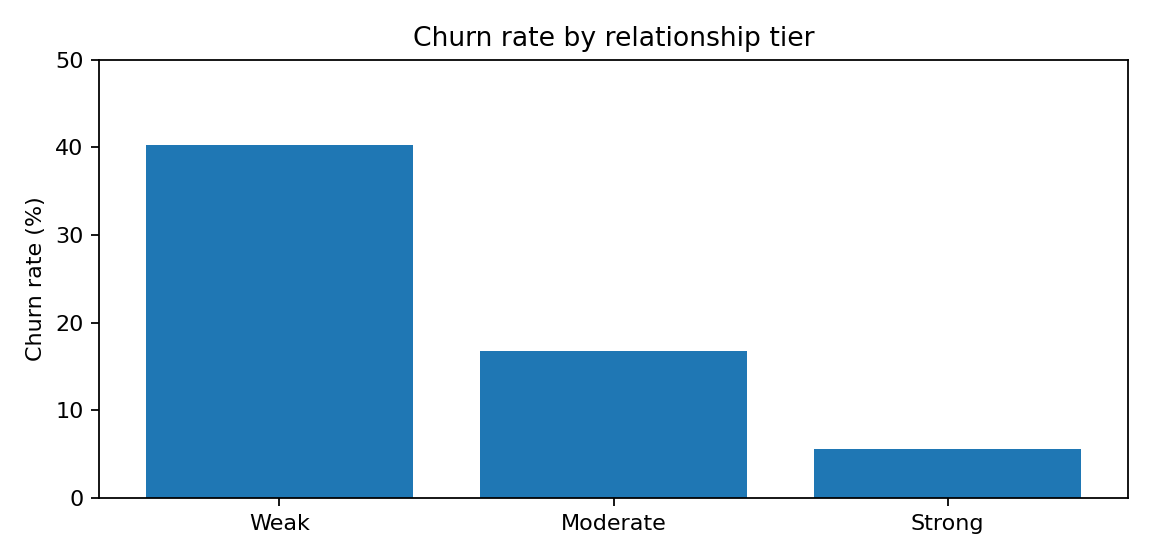 Churn rate by relationship tier
Churn rate (%)
50
40
30
20
10
0
Weak
Moderate
Strong